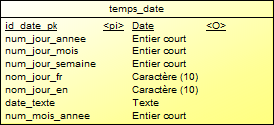 temps_date
id_date_pk <pi> Date <O>
num_jour_annee Entier court
num_jour_mois Entier court
num_jour_semaine Entier court
nom_jour_fr Caractère (10)
nom_jour_en Caractère (10)
date_texte Texte
num_mois_annee Entier court